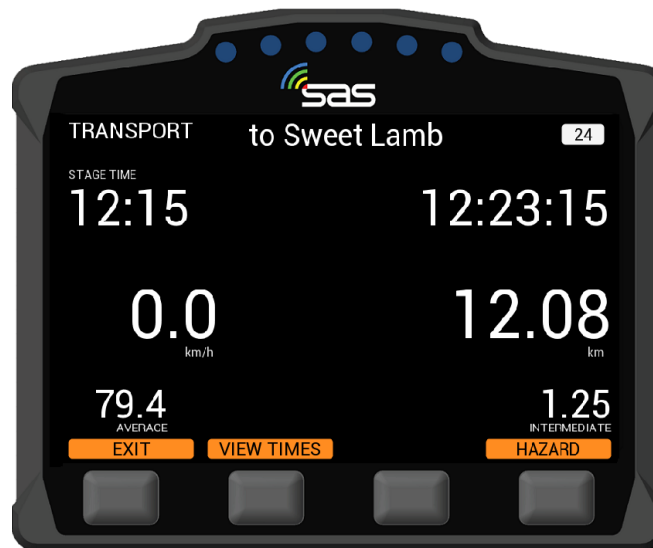 sas
TRANSPORT to Sweet Lamb 24
STAGE TIME
12:15 12:23:15
0.0 12.08
km/h km
79.4 1.25
AVERAGE INTERMEDIATE
EXIT VIEW TIMES HAZARD